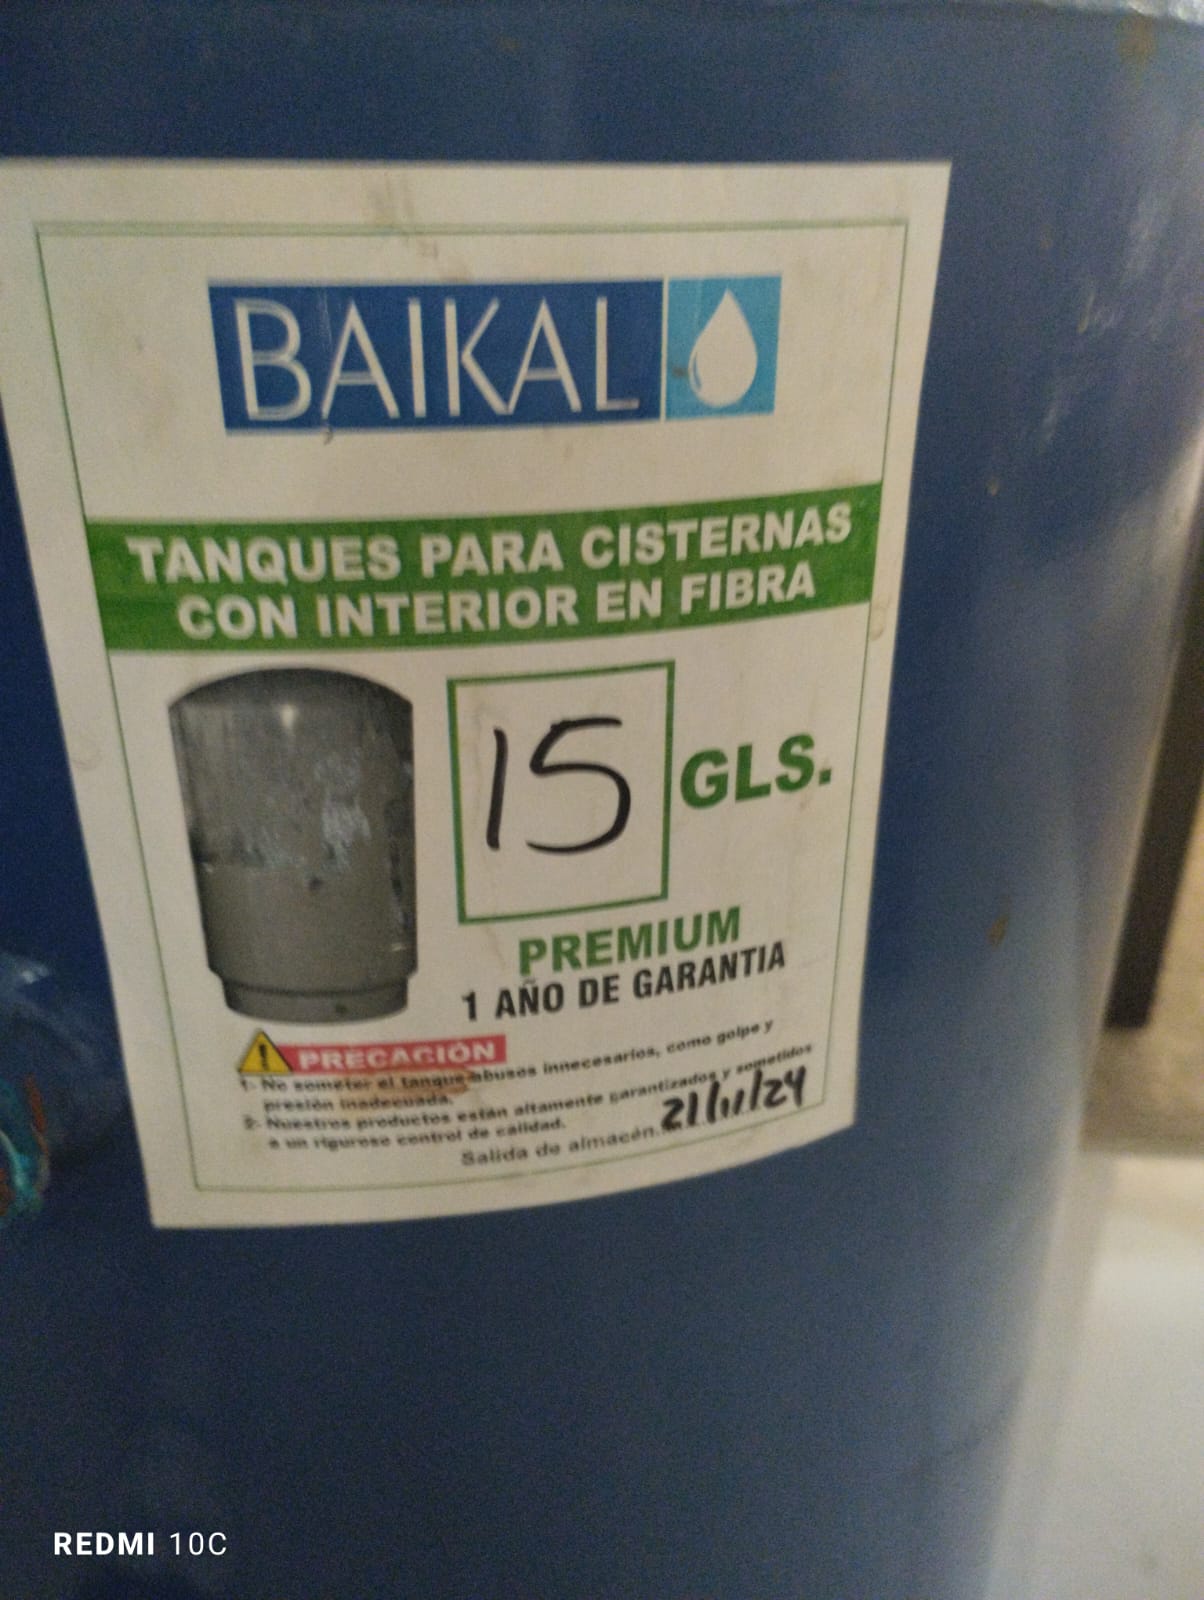 BAIKAL
TANQUES PARA CISTERNAS
CON INTERIOR EN FIBRA
15 GLS.
PREMIUM
1 AÑO DE GARANTIA
PRECACIÓN
1- No someter el tanque abusos innecesarios, como golpe y
presión inadecuada.
2- Nuestros productos están altamente garantizados y sometidos
a un riguroso control de calidad.
Salida de almacén. 21/11/24
REDMI 10C